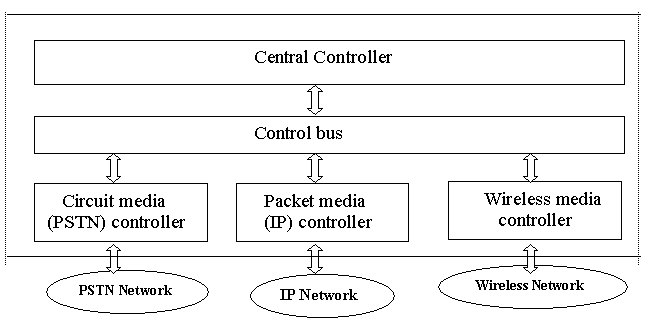 Central Controller
Control bus
Circuit media
(PSTN) controller
Packet media
(IP) controller
Wireless media
controller
PSTN Network
IP Network
Wireless Network